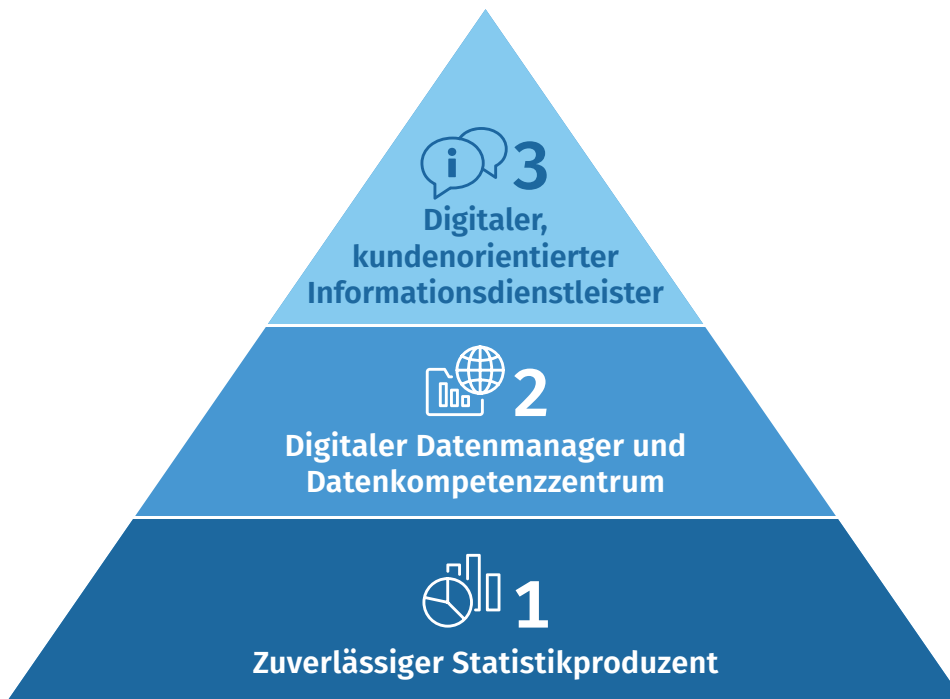 i 3
Digitaler,
kundenorientierter
Informationsdienstleister
2
Digitaler Datenmanager und
Datenkompetenzzentrum
1
Zuverlässiger Statistikproduzent